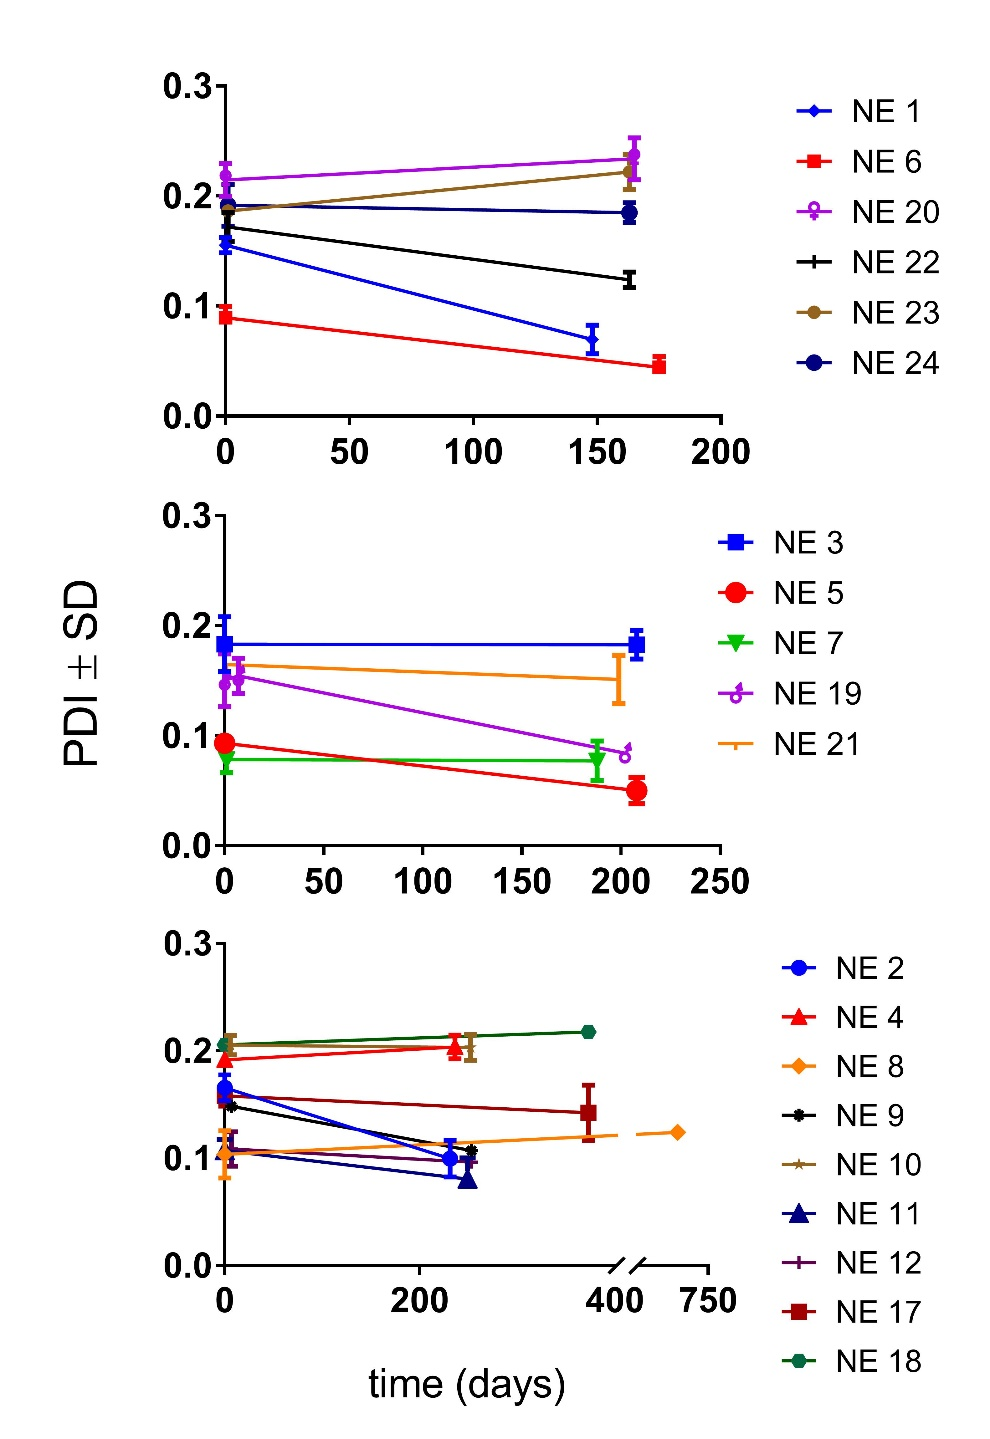 0.3
0.2
0.1
0.0
0 50 100 150 200
NE 1
NE 6
NE 20
NE 22
NE 23
NE 24
PDI ± SD
0.3
0.2
0.1
0.0
0 50 100 150 200 250
NE 3
NE 5
NE 7
NE 19
NE 21
0.3
0.2
0.1
0.0
0 200 400 750
NE 2
NE 4
NE 8
NE 9
NE 10
NE 11
NE 12
NE 17
NE 18
time (days)